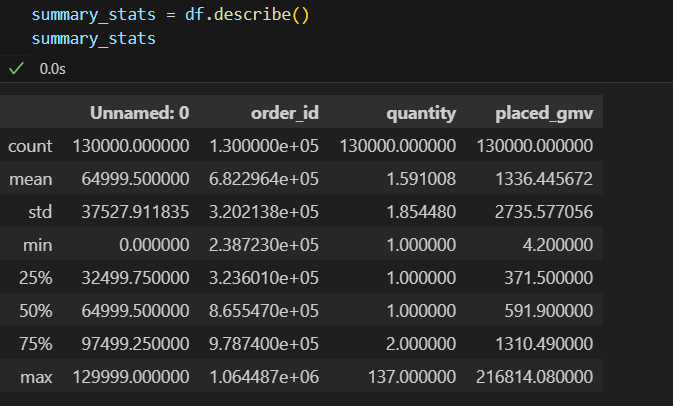 summary_stats = df.describe()
summary_stats
✓ 0.0s
Unnamed: 0 order_id quantity placed_gmv
count 130000.000000 1.300000e+05 130000.000000 130000.000000
mean 64999.500000 6.822964e+05 1.591008 1336.445672
std 37527.911835 3.202138e+05 1.854480 2735.577056
min 0.000000 2.387230e+05 1.000000 4.200000
25% 32499.750000 3.236010e+05 1.000000 371.500000
50% 64999.500000 8.655470e+05 1.000000 591.900000
75% 97499.250000 9.787400e+05 2.000000 1310.490000
max 129999.000000 1.064487e+06 137.000000 216814.080000